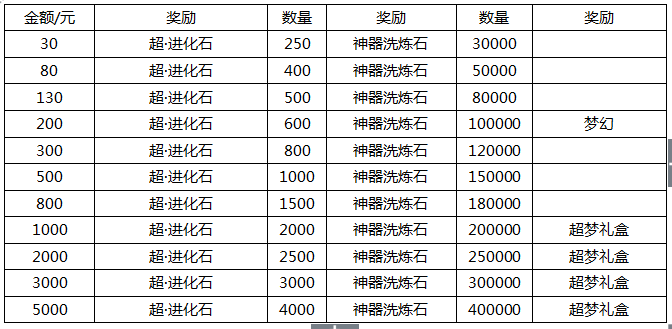 金额/元 奖励 数量 奖励 数量 奖励
30 超·进化石 250 神器洗炼石 30000
80 超·进化石 400 神器洗炼石 50000
130 超·进化石 500 神器洗炼石 80000
200 超·进化石 600 神器洗炼石 100000 梦幻
300 超·进化石 800 神器洗炼石 120000
500 超·进化石 1000 神器洗炼石 150000
800 超·进化石 1500 神器洗炼石 180000
1000 超·进化石 2000 神器洗炼石 200000 超梦礼盒
2000 超·进化石 2500 神器洗炼石 250000 超梦礼盒
3000 超·进化石 3000 神器洗炼石 300000 超梦礼盒
5000 超·进化石 4000 神器洗炼石 400000 超梦礼盒